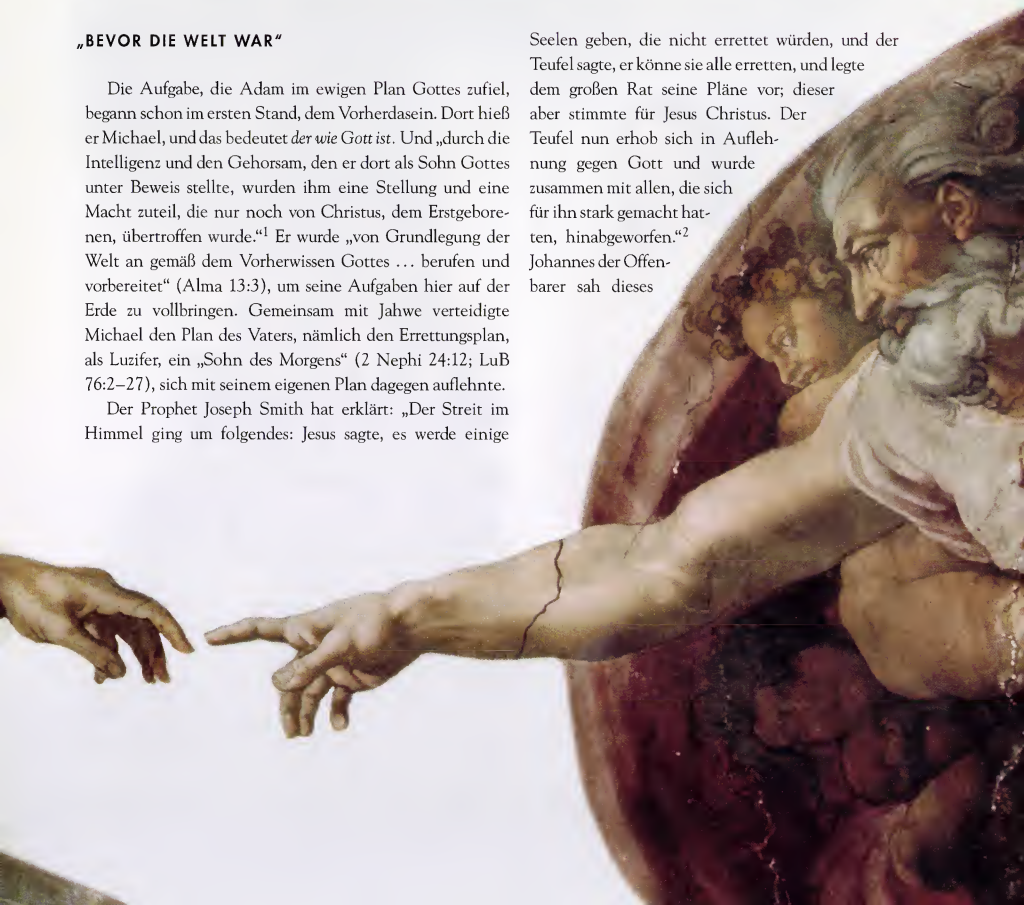 „BEVOR DIE WELT WAR“
Die Aufgabe, die Adam im ewigen Plan Gottes zufiel,
begann schon im ersten Stand, dem Vorherdasein. Dort hieß
er Michael, und das bedeutet der wie Gott ist. Und „durch die
Intelligenz und den Gehorsam, den er dort als Sohn Gottes
unter Beweis stellte, wurden ihm eine Stellung und eine
Macht zuteil, die nur noch von Christus, dem Erstgebore-
nen, übertroffen wurde.“1 Er wurde „von Grundlegung der
Welt an gemäß dem Vorherwissen Gottes ... berufen und
vorbereitet“ (Alma 13:3), um seine Aufgaben hier auf der
Erde zu vollbringen. Gemeinsam mit Jahwe verteidigte
Michael den Plan des Vaters, nämlich den Errettungsplan,
als Luzifer, ein „Sohn des Morgens“ (2 Nephi 24:12; LuB
76:2–27), sich mit seinem eigenen Plan dagegen auflehnte.
Der Prophet Joseph Smith hat erklärt: „Der Streit im
Himmel ging um folgendes: Jesus sagte, es werde einige
Seelen geben, die nicht errettet würden, und der
Teufel sagte, er könne sie alle erretten, und legte
dem großen Rat seine Pläne vor; dieser
aber stimmte für Jesus Christus. Der
Teufel nun erhob sich in Aufleh-
nung gegen Gott und wurde
zusammen mit allen, die sich
für ihn stark gemacht hat-
ten, hinabgeworfen.“2
Johannes der Offen-
barer sah dieses